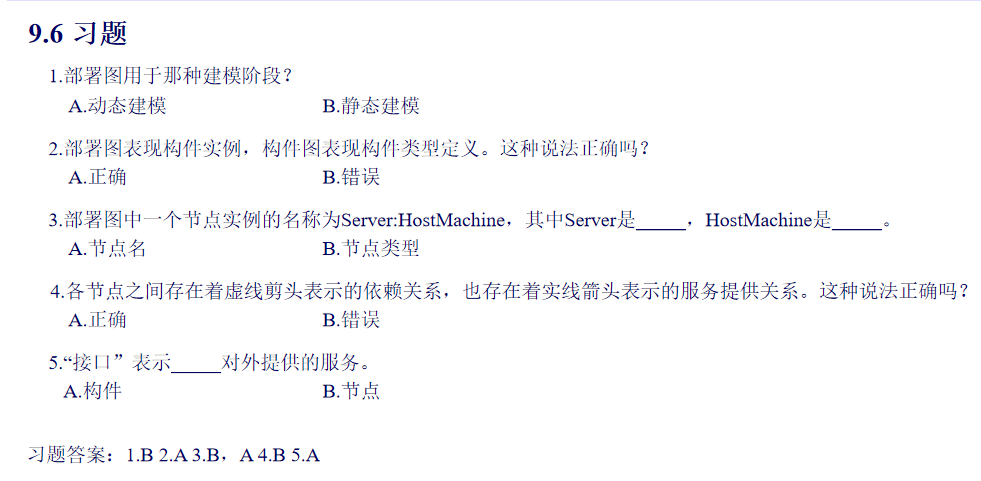 9.6 习题
1.部署图用于那种建模阶段？
A.动态建模 B.静态建模
2.部署图表现构件实例，构件图表现构件类型定义。这种说法正确吗？
A.正确 B.错误
3.部署图中一个节点实例的名称为Server:HostMachine，其中Server是_____，HostMachine是_____。
A.节点名 B.节点类型
4.各节点之间存在着虚线剪头表示的依赖关系，也存在着实线箭头表示的服务提供关系。这种说法正确吗？
A.正确 B.错误
5.“接口”表示_____对外提供的服务。
A.构件 B.节点
习题答案：1.B 2.A 3.B，A 4.B 5.A